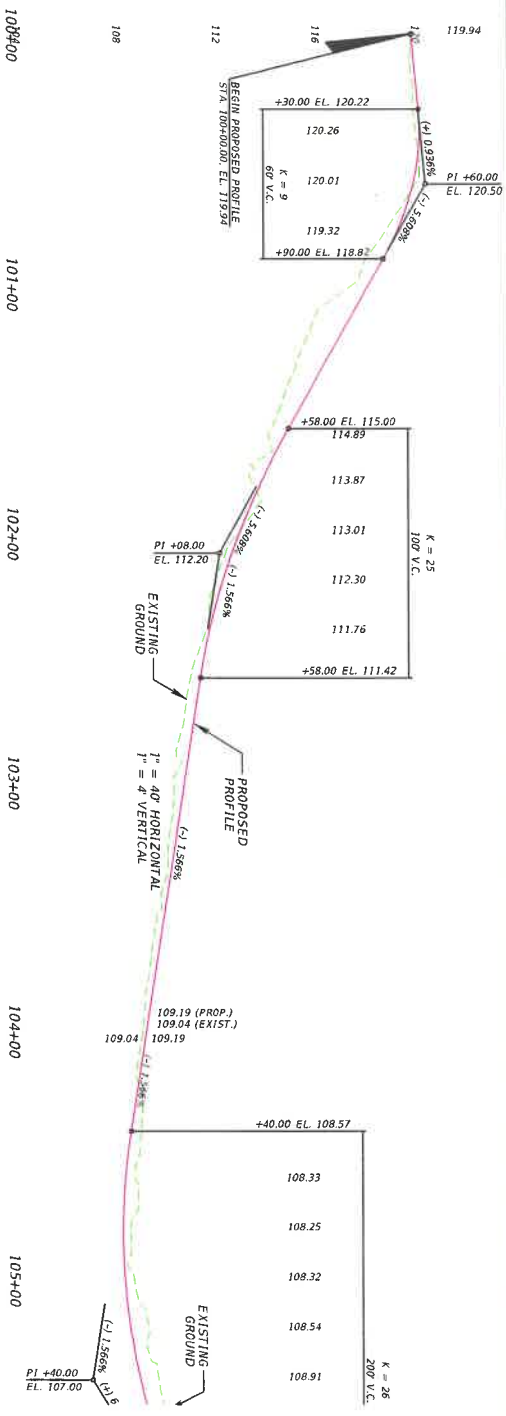 119.94
116
112
108
BEGIN PROPOSED PROFILE
STA. 100+00.00, EL. 119.94
+30.00 EL. 120.22
120.26
120.01
119.32
+90.00 EL. 118.82
K = 9
60' V.C.
(+) 0.936%
PI +60.00
EL. 120.50
(-) 5.608%
+58.00 EL. 115.00
114.89
113.87
113.01
112.30
111.76
+58.00 EL. 111.42
K = 25
100' V.C.
(-) 5.608%
PI +08.00
EL. 112.20
(-) 1.566%
EXISTING
GROUND
PROPOSED
PROFILE
1" = 40' HORIZONTAL
1" = 4' VERTICAL
(-) 1.566%
109.19 (PROP.)
109.04 (EXIST.)
109.04
109.19
(-) 1.566%
+40.00 EL. 108.57
108.33
108.25
108.32
108.54
108.91
K = 26
200' V.C.
EXISTING
GROUND
(-) 1.566%
(+) 6
PI +40.00
EL. 107.00
101+00
102+00
103+00
104+00
105+00